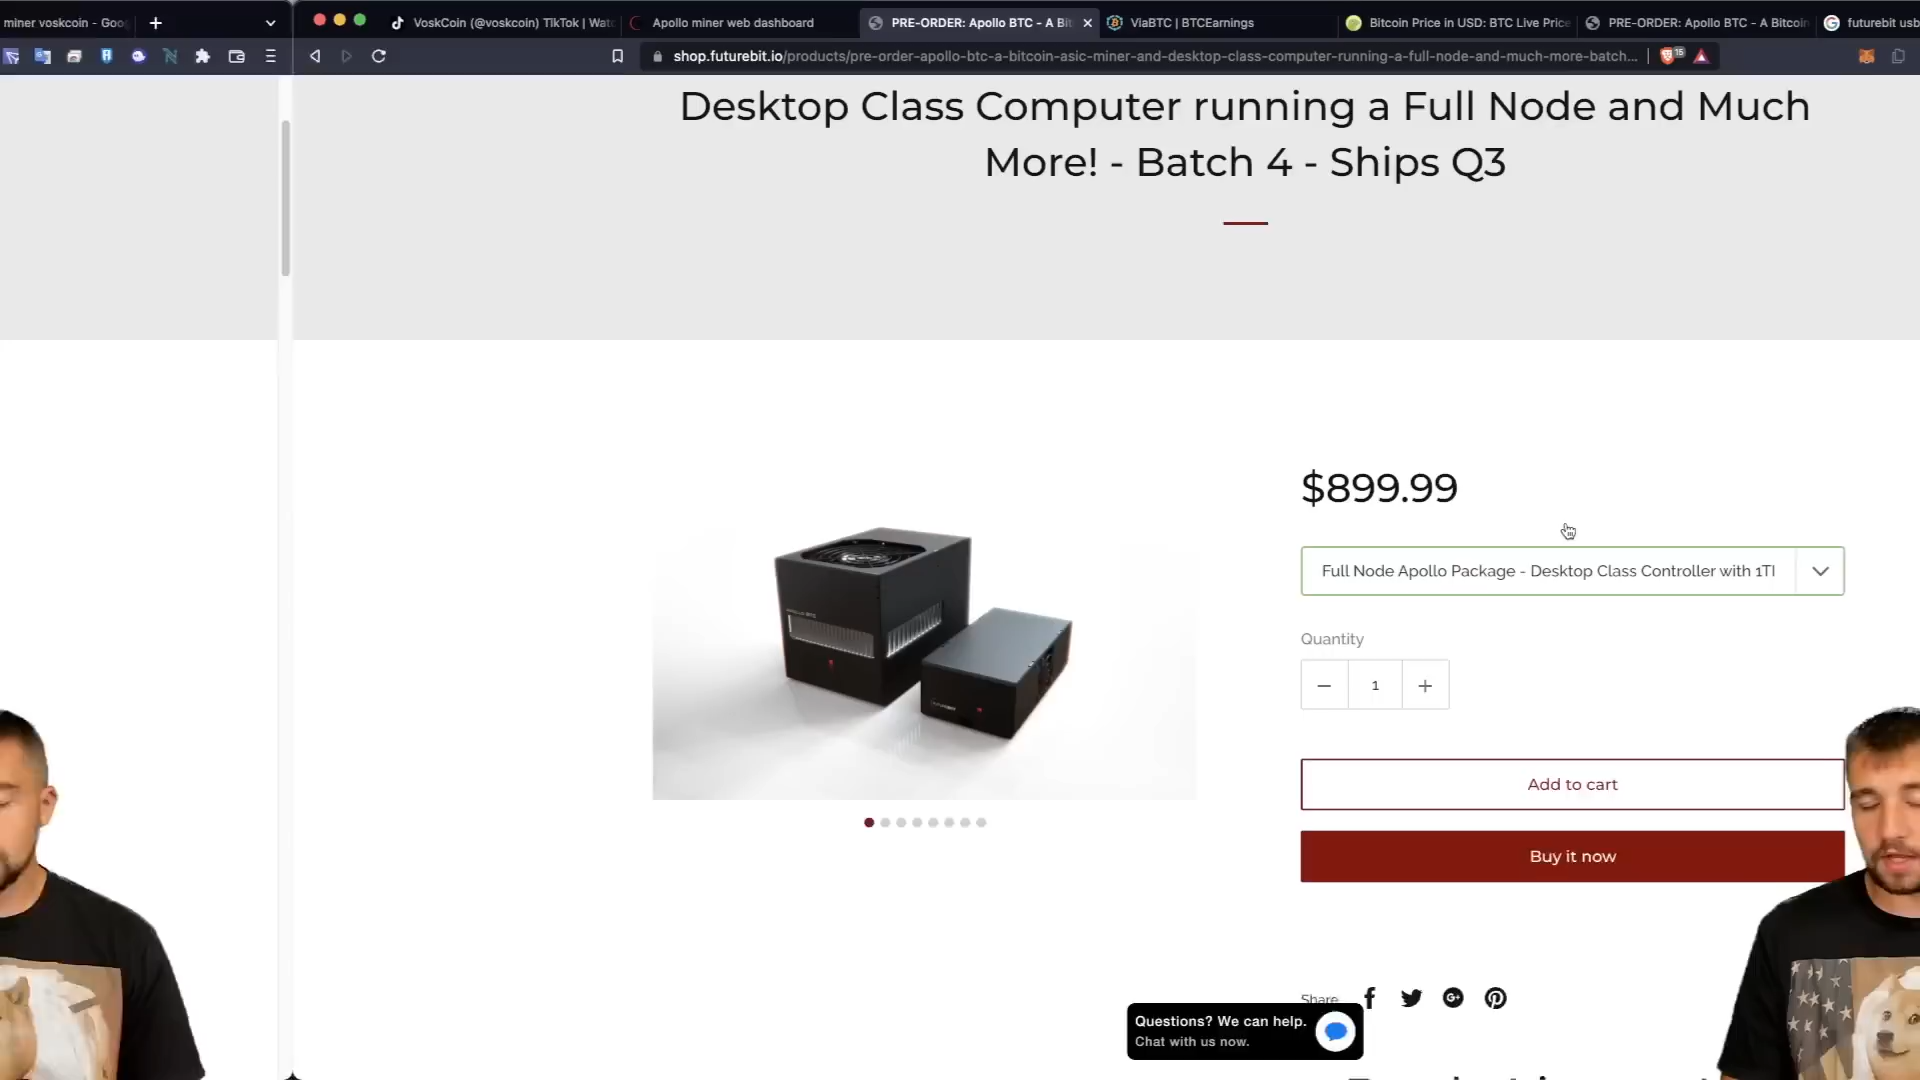 miner voskcoin - Goo
VoskCoin (@voskcoin) TikTok | Wat
Apollo miner web dashboard
PRE-ORDER: Apollo BTC - A Bit
ViaBTC | BTCEarnings
Bitcoin Price in USD: BTC Live Price
PRE-ORDER: Apollo BTC - A Bitcoin
futurebit usb
shop.futurebit.io/products/pre-order-apollo-btc-a-bitcoin-asic-miner-and-desktop-class-computer-running-a-full-node-and-much-more-batch...
15
Desktop Class Computer running a Full Node and Much
More! - Batch 4 - Ships Q3
$899.99
Full Node Apollo Package - Desktop Class Controller with 1T
Quantity
1
Add to cart
Buy it now
Share
Questions? We can help.
Chat with us now.